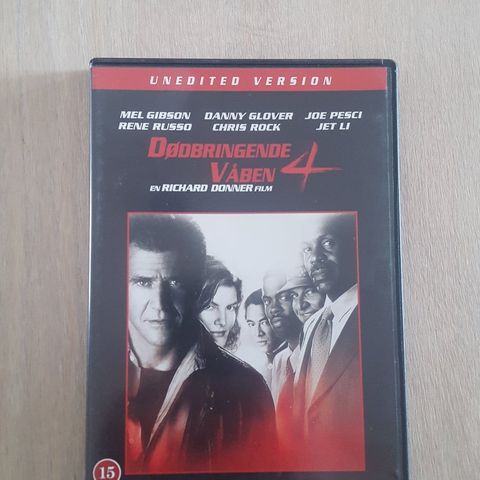 UNEDITED VERSION
MEL GIBSON DANNY GLOVER JOE PESCI
RENE RUSSO CHRIS ROCK JET LI
DØDBRINGENDE
VÅBEN 4
EN RICHARD DONNER FILM
15